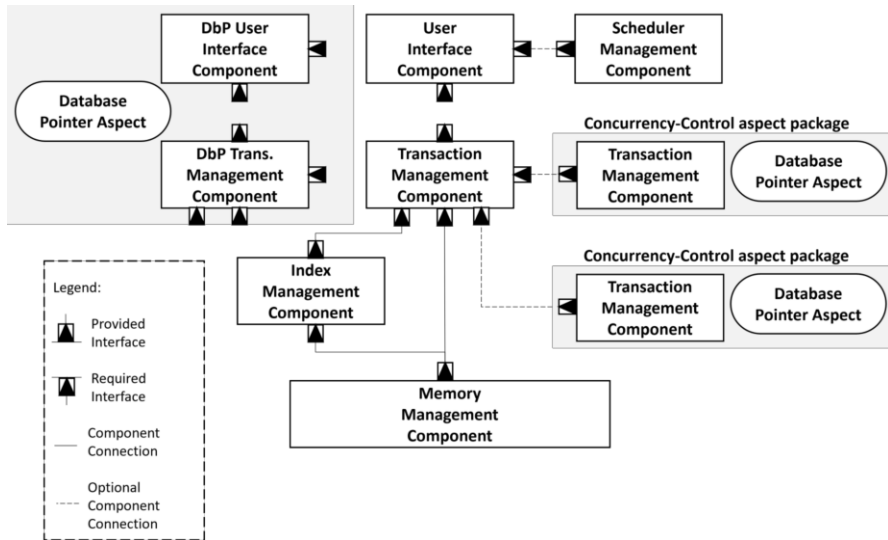 DbP User
Interface
Component
User
Interface
Component
Scheduler
Management
Component
Database
Pointer Aspect
DbP Trans.
Management
Component
Transaction
Management
Component
Concurrency-Control aspect package
Transaction
Management
Component
Database
Pointer Aspect
Index
Management
Component
Concurrency-Control aspect package
Transaction
Management
Component
Database
Pointer Aspect
Memory
Management
Component
Legend:
Provided
Interface
Required
Interface
Component
Connection
Optional
Component
Connection